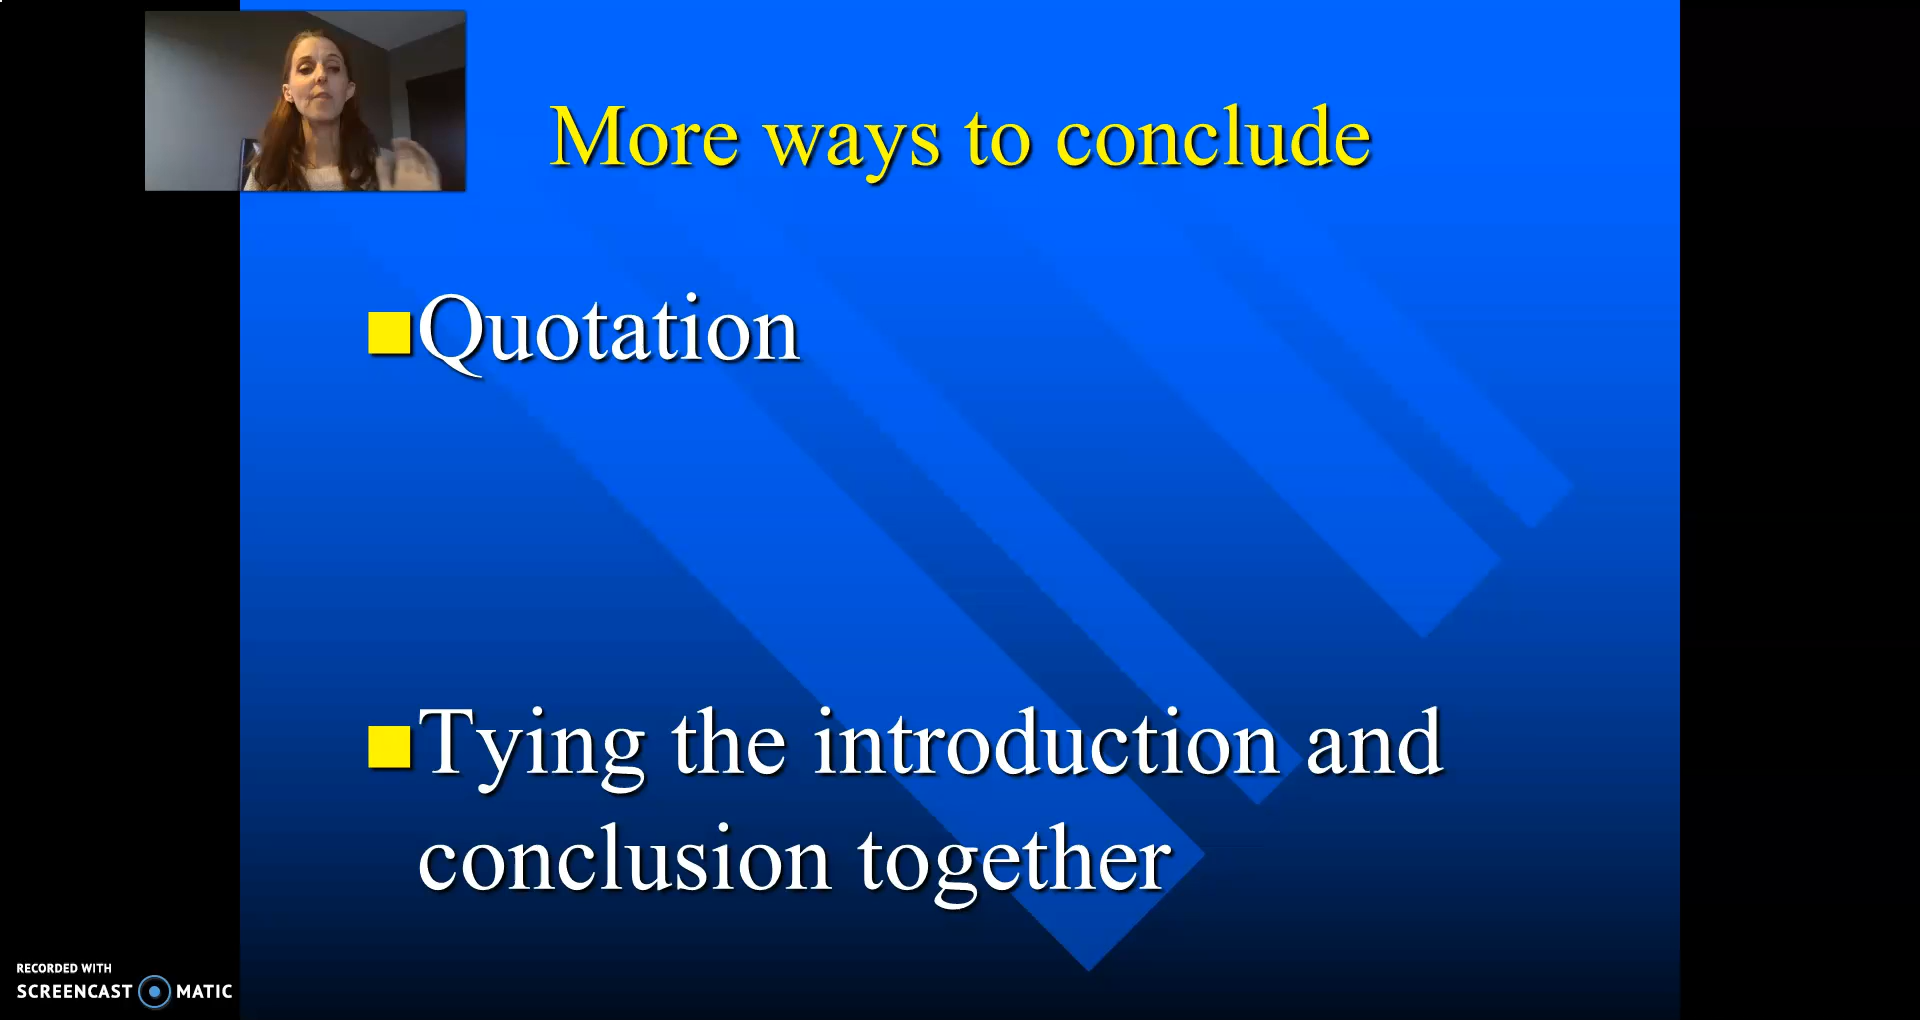 More ways to conclude
Quotation
Tying the introduction and
conclusion together
RECORDED WITH
SCREENCAST MATIC